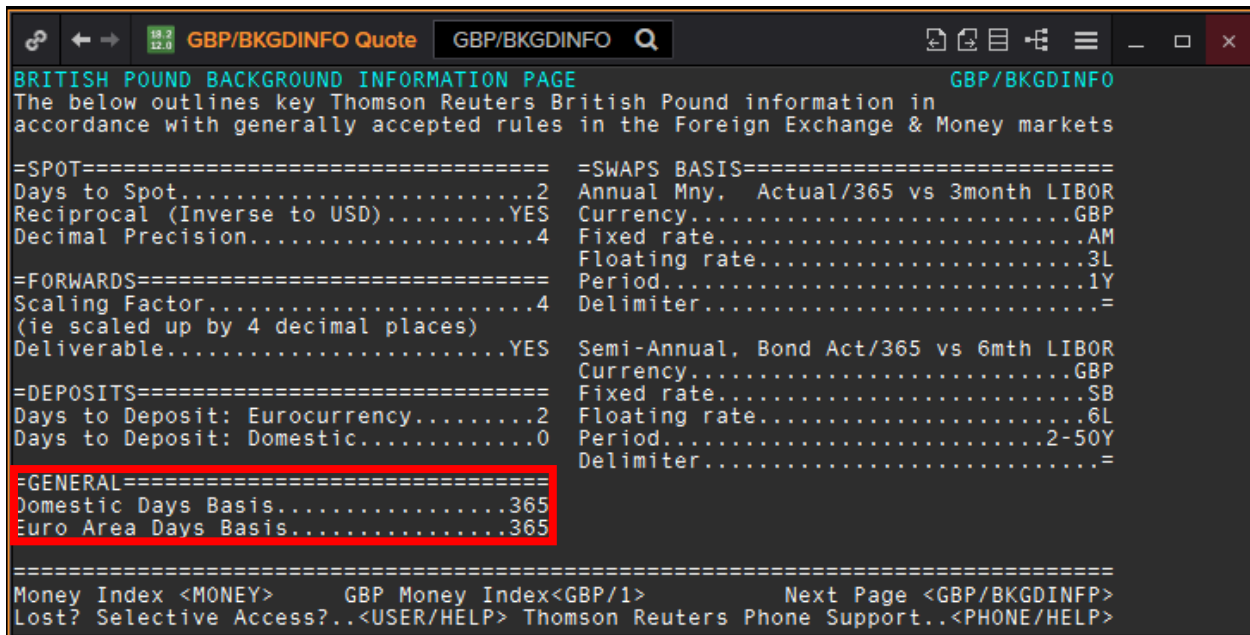 18.2 12.0 GBP/BKGDINFO Quote GBP/BKGDINFO
BRITISH POUND BACKGROUND INFORMATION PAGE GBP/BKGDINFO
The below outlines key Thomson Reuters British Pound information in
accordance with generally accepted rules in the Foreign Exchange & Money markets
=SPOT==================================
Days to Spot..........................2
Reciprocal (Inverse to USD).........YES
Decimal Precision.....................4
=FORWARDS==============================
Scaling Factor........................4
(ie scaled up by 4 decimal places)
Deliverable.........................YES
=DEPOSITS==============================
Days to Deposit: Eurocurrency.........2
Days to Deposit: Domestic.............0
=GENERAL===============================
Domestic Days Basis.................365
Euro Area Days Basis................365
=SWAPS BASIS===========================
Annual Mny, Actual/365 vs 3month LIBOR
Currency............................GBP
Fixed rate...........................AM
Floating rate........................3L
Period...............................1Y
Delimiter.............................=
Semi-Annual, Bond Act/365 vs 6mth LIBOR
Currency............................GBP
Fixed rate...........................SB
Floating rate........................6L
Period............................2-50Y
Delimiter.............................=
================================================================================
Money Index <MONEY> GBP Money Index<GBP/1> Next Page <GBP/BKGDINFP>
Lost? Selective Access?..<USER/HELP> Thomson Reuters Phone Support..<PHONE/HELP>